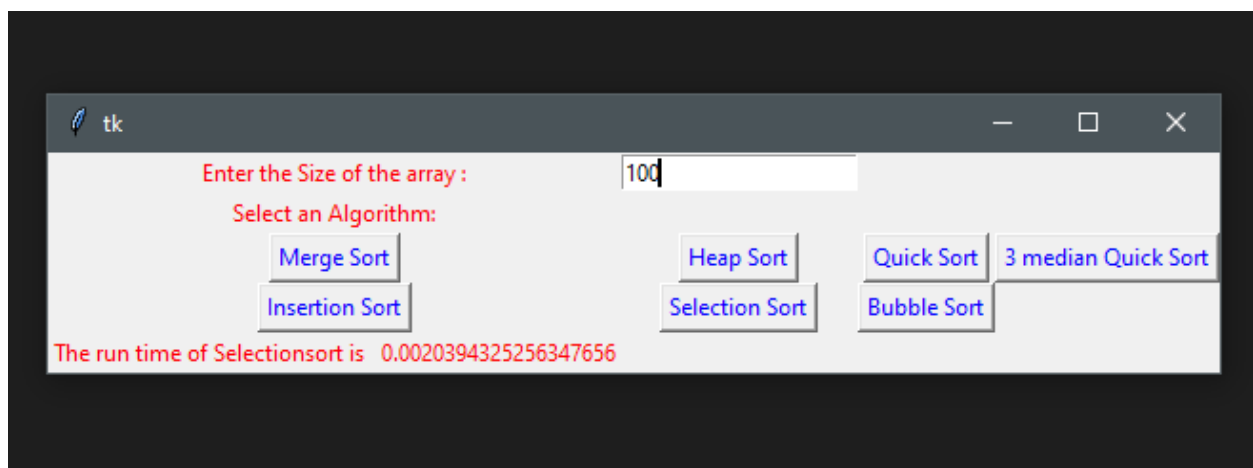 tk
Enter the Size of the array : 100
Select an Algorithm:
Merge Sort Heap Sort Quick Sort 3 median Quick Sort
Insertion Sort Selection Sort Bubble Sort
The run time of Selectionsort is 0.0020394325256347656